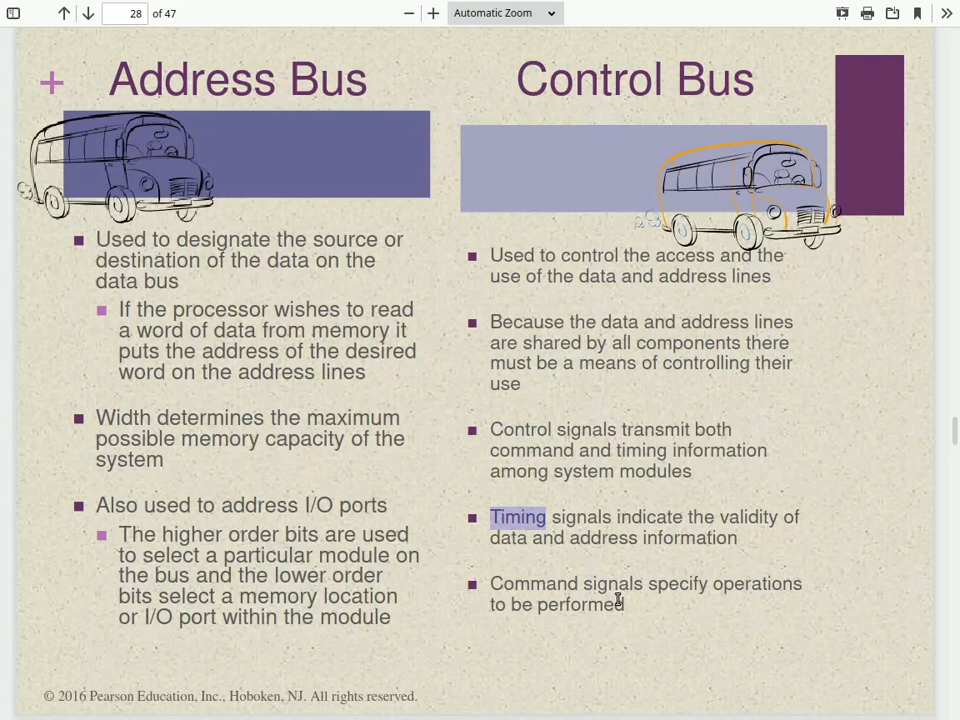 28 of 47
Automatic Zoom
+ Address Bus
Control Bus
Used to designate the source or
destination of the data on the
data bus
If the processor wishes to read
a word of data from memory it
puts the address of the desired
word on the address lines
Width determines the maximum
possible memory capacity of the
system
Also used to address I/O ports
The higher order bits are used
to select a particular module on
the bus and the lower order
bits select a memory location
or I/O port within the module
Used to control the access and the
use of the data and address lines
Because the data and address lines
are shared by all components there
must be a means of controlling their
use
Control signals transmit both
command and timing information
among system modules
Timing signals indicate the validity of
data and address information
Command signals specify operations
to be performed
© 2016 Pearson Education, Inc., Hoboken, NJ. All rights reserved.